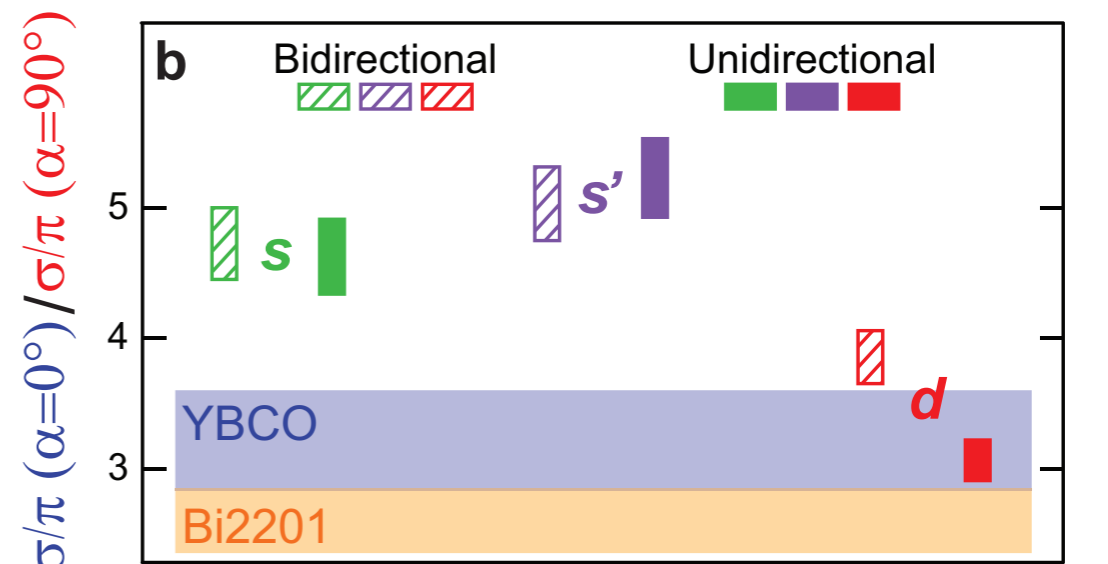 σ/π (α=0°)/σ/π (α=90°)
b
Bidirectional
Unidirectional
5
s
s’
4
d
YBCO
3
Bi2201